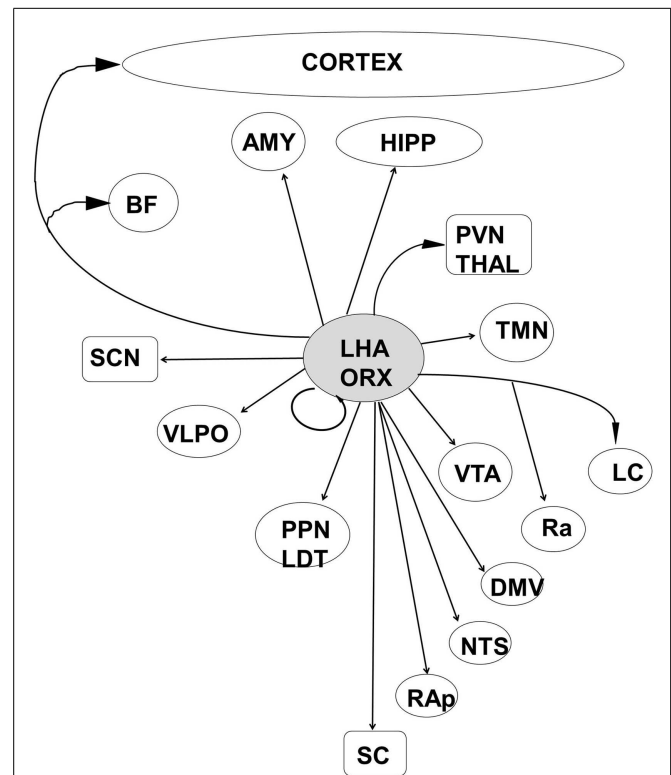 CORTEX
AMY
HIPP
BF
PVN
THAL
TMN
SCN
LHA
ORX
VLPO
VTA
LC
PPN
LDT
Ra
DMV
NTS
RAp
SC